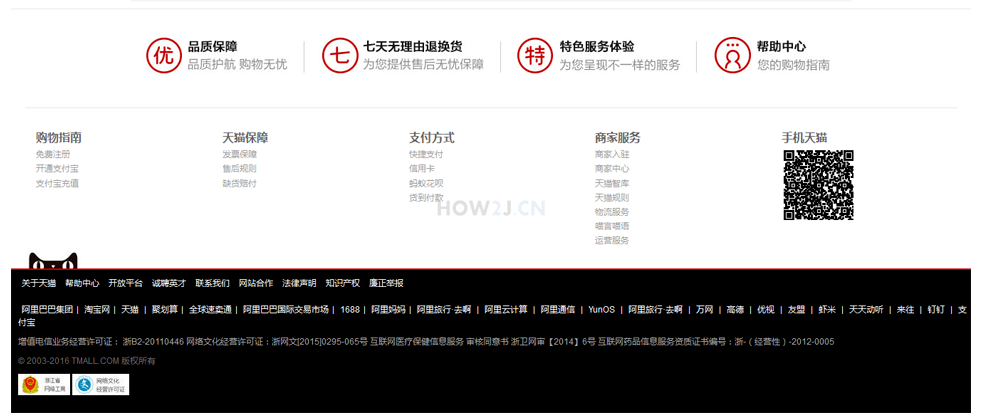 优 品质保障 七 七天无理由退换货 特 特色服务体验 帮助中心
品质护航 购物无忧 为您提供售后无忧保障 为您呈现不一样的服务 您的购物指南
购物指南 天猫保障 支付方式 商家服务 手机天猫
免费注册 发票保障 快捷支付 商家入驻
开通支付宝 售后规则 信用卡 商家中心
支付宝充值 缺货赔付 蚂蚁花呗 天猫智库
货到付款 天猫规则
HOW2J.CN
物流服务
喵言喵语
运营服务
关于天猫 帮助中心 开放平台 诚聘英才 联系我们 网站合作 法律声明 知识产权 廉正举报
阿里巴巴集团 | 淘宝网 | 天猫 | 聚划算 | 全球速卖通 | 阿里巴巴国际交易市场 | 1688 | 阿里妈妈 | 阿里旅行·去啊 | 阿里云计算 | 阿里通信 | YunOS | 阿里旅行·去啊 | 万网 | 高德 | 优视 | 友盟 | 虾米 | 天天动听 | 来往 | 钉钉 | 支
付宝
增值电信业务经营许可证： 浙B2-20110446 网络文化经营许可证：浙网文[2015]0295-065号 互联网医疗保健信息服务 审核同意书 浙卫网审【2014】6号 互联网药品信息服务资质证书编号：浙-（经营性）-2012-0005
© 2003-2016 TMALL.COM 版权所有
浙江省 网络文化
网警工具 经营许可证